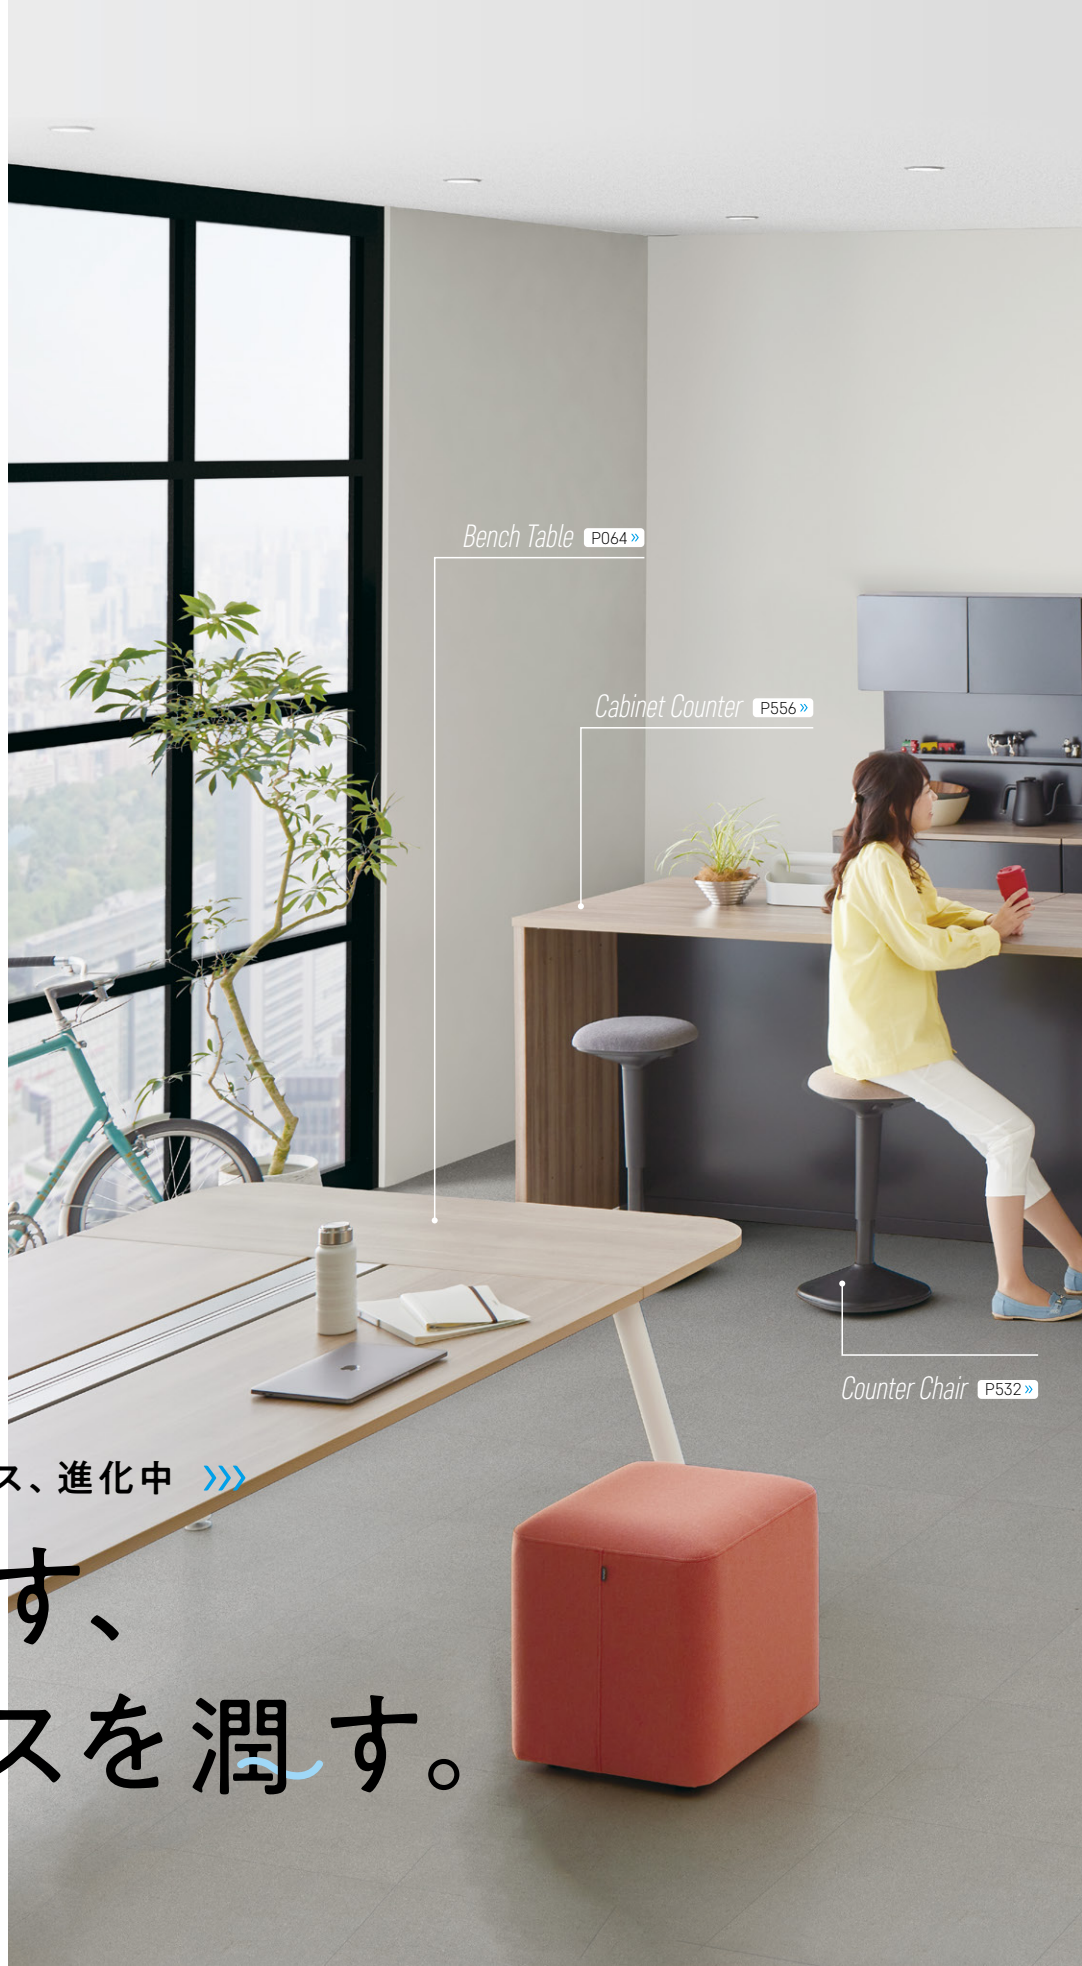 Bench Table P064 »
Cabinet Counter P556 »
Counter Chair P532 »
ス、進化中 》》》
す、
スを潤す。